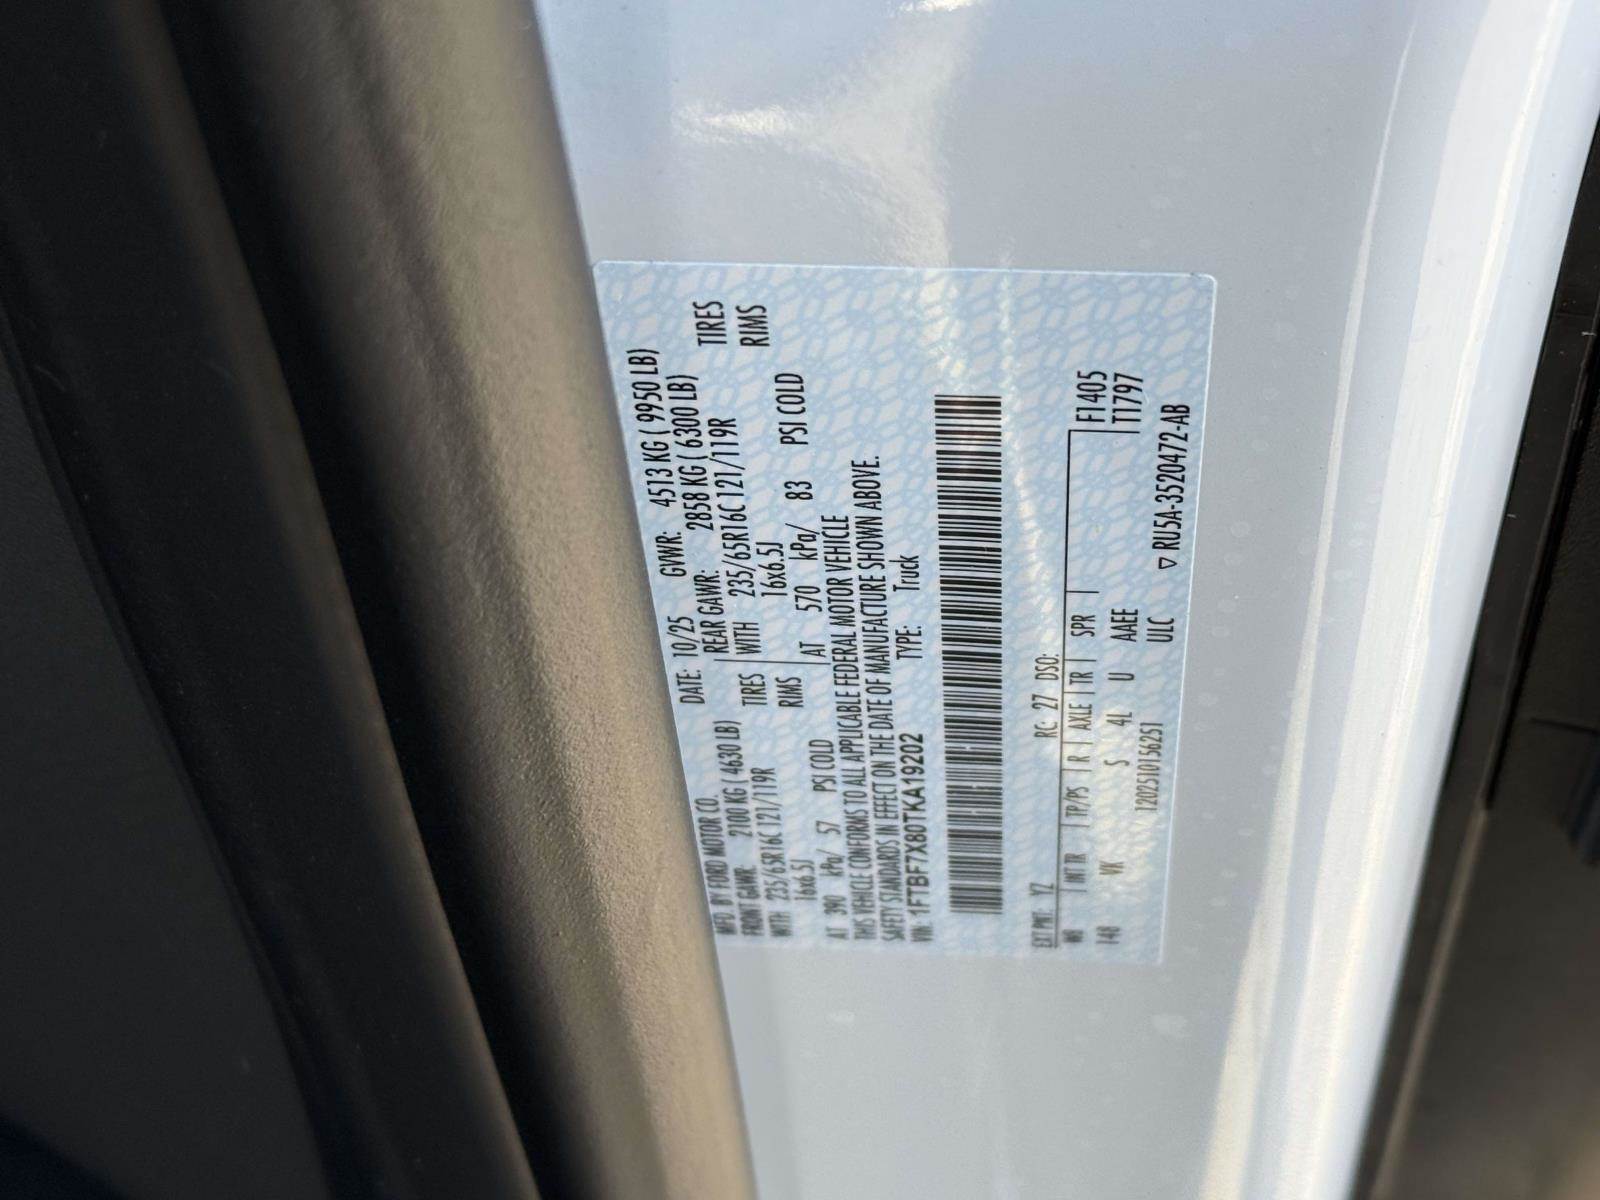 MFD. BY FORD MOTOR CO.
DATE: 10/25 GVWR: 4513 KG ( 9950 LB)
FRONT GAWR: 2100 KG ( 4630 LB) REAR GAWR: 2858 KG ( 6300 LB)
WITH 235/65R16C 121/119R TIRES WITH 235/65R16C 121/119R TIRES
16x6.5J RIMS 16x6.5J RIMS
AT 390 kPa/ 57 PSI COLD AT 570 kPa/ 83 PSI COLD
THIS VEHICLE CONFORMS TO ALL APPLICABLE FEDERAL MOTOR VEHICLE
SAFETY STANDARDS IN EFFECT ON THE DATE OF MANUFACTURE SHOWN ABOVE.
VIN: 1FTBF7X80TKA19202 TYPE: Truck
EXT PNT: YZ RC: 27 DSO:
WB INT TR TP/PS R AXLE TR SPR F1405
148 VK S 4L U AAEE T1797
1202510156251 ULC
▽ RU5A-3520472-AB